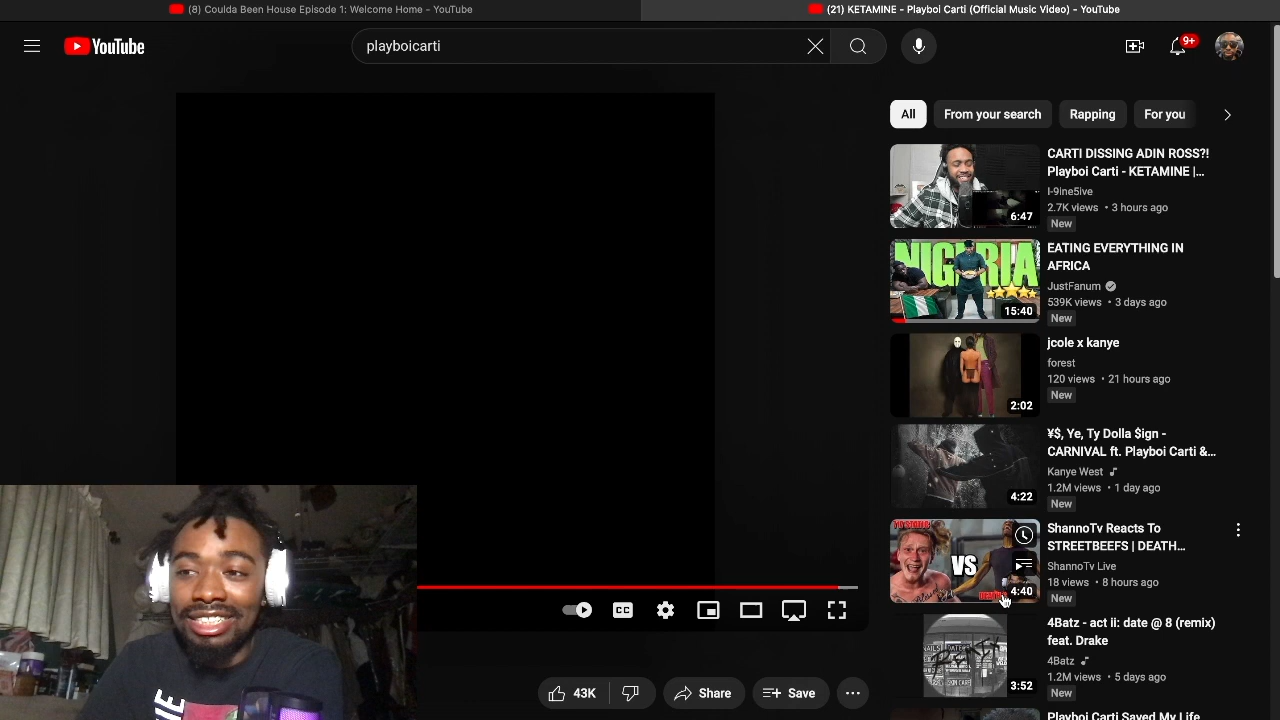 (8) Coulda Been House Episode 1: Welcome Home - YouTube
(21) KETAMINE - Playboi Carti (Official Music Video) - YouTube
YouTube
playboicarti
9+
All
From your search
Rapping
For you
CARTI DISSING ADIN ROSS?!
Playboi Carti - KETAMINE |...
I-9ine5ive
2.7K views • 3 hours ago
New
6:47
EATING EVERYTHING IN
AFRICA
JustFanum
539K views • 3 days ago
New
NIGERIA
15:40
jcole x kanye
forest
120 views • 21 hours ago
New
2:02
¥$, Ye, Ty Dolla $ign -
CARNIVAL ft. Playboi Carti &...
Kanye West
1.2M views • 1 day ago
New
4:22
ShannoTv Reacts To
STREETBEEFS | DEATH...
ShannoTv Live
18 views • 8 hours ago
New
VS
4:40
4Batz - act ii: date @ 8 (remix)
feat. Drake
4Batz
1.2M views • 5 days ago
New
3:52
Playboi Carti Saved My Life
CC
43K
Share
Save